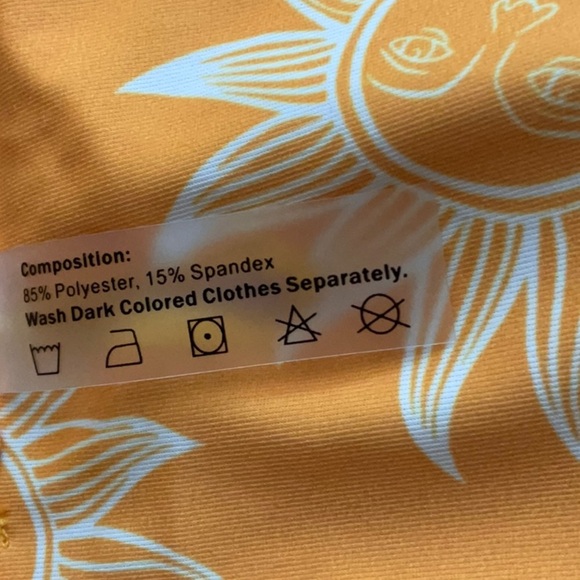 Composition:
85% Polyester, 15% Spandex
Wash Dark Colored Clothes Separately.